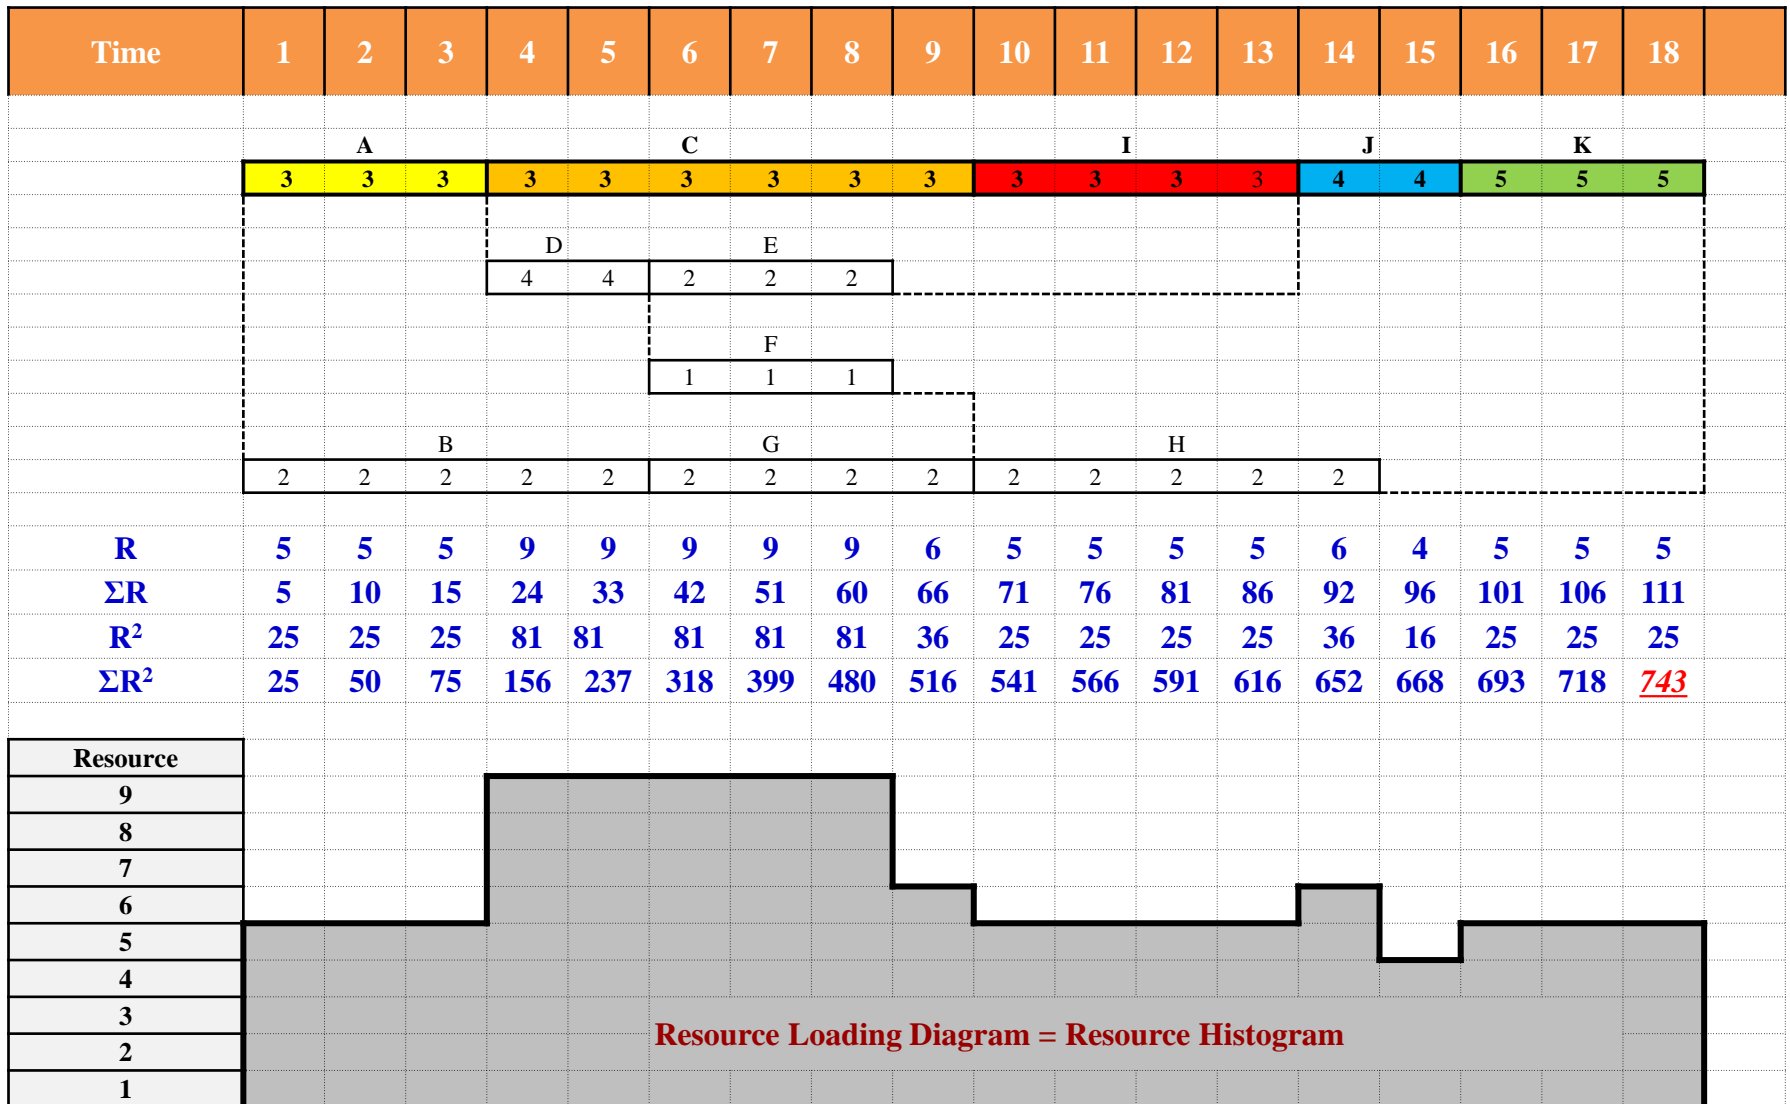 Time 1 2 3 4 5 6 7 8 9 10 11 12 13 14 15 16 17 18
A C I J K
3 3 3 3 3 3 3 3 3 3 3 3 3 4 4 5 5 5
D E
4 4 2 2 2
F
1 1 1
B G H
2 2 2 2 2 2 2 2 2 2 2 2 2 2
R 5 5 5 9 9 9 9 9 6 5 5 5 5 6 4 5 5 5
ΣR 5 10 15 24 33 42 51 60 66 71 76 81 86 92 96 101 106 111
R² 25 25 25 81 81 81 81 81 36 25 25 25 25 36 16 25 25 25
ΣR² 25 50 75 156 237 318 399 480 516 541 566 591 616 652 668 693 718 743
Resource
9
8
7
6
5
4
3
Resource Loading Diagram = Resource Histogram
2
1